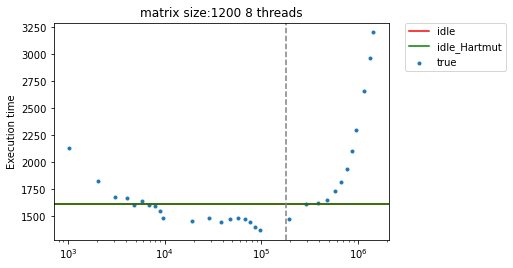 matrix size:1200 8 threads
3250
3000
2750
2500
2250
2000
1750
1500
Execution time
10³
10⁴
10⁵
10⁶
idle
idle_Hartmut
true